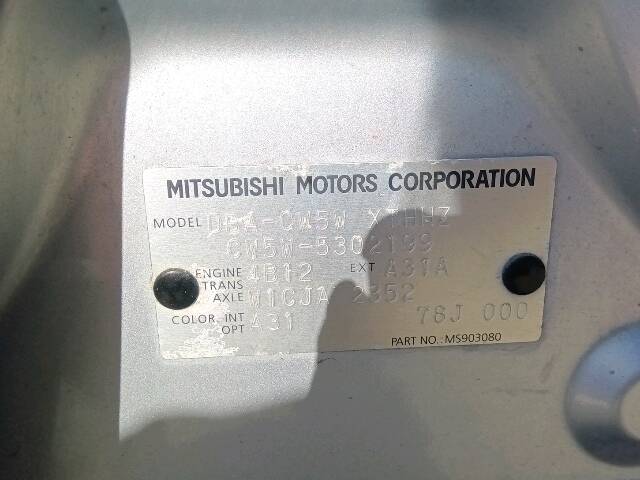 MITSUBISHI MOTORS CORPORATION
MODEL DBA-CW5W XTHHZ
CW5W-5302199
ENGINE 4B12 EXT A31A
TRANS AXLE W1CJA 2352
COLOR. INT OPT A31 78J 000
PART NO.: MS903080